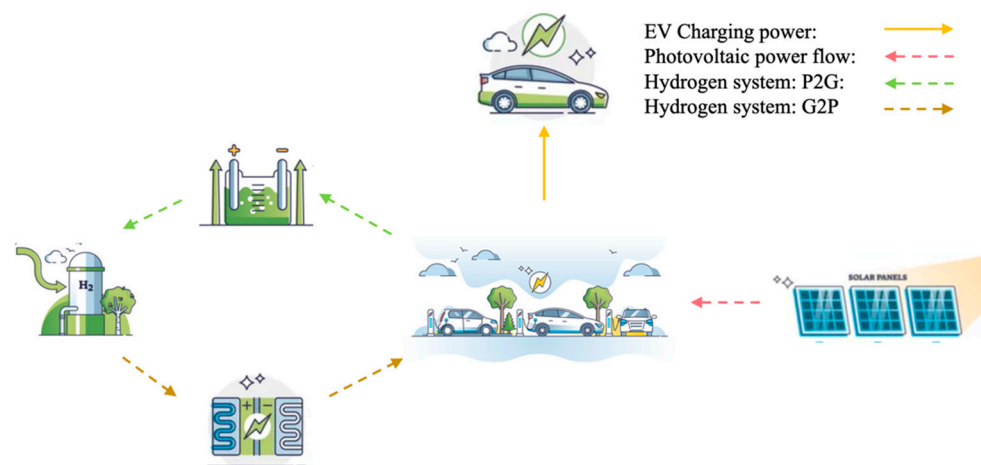 EV Charging power:
Photovoltaic power flow:
Hydrogen system: P2G:
Hydrogen system: G2P
+ −
H2
SOLAR PANELS
+ −